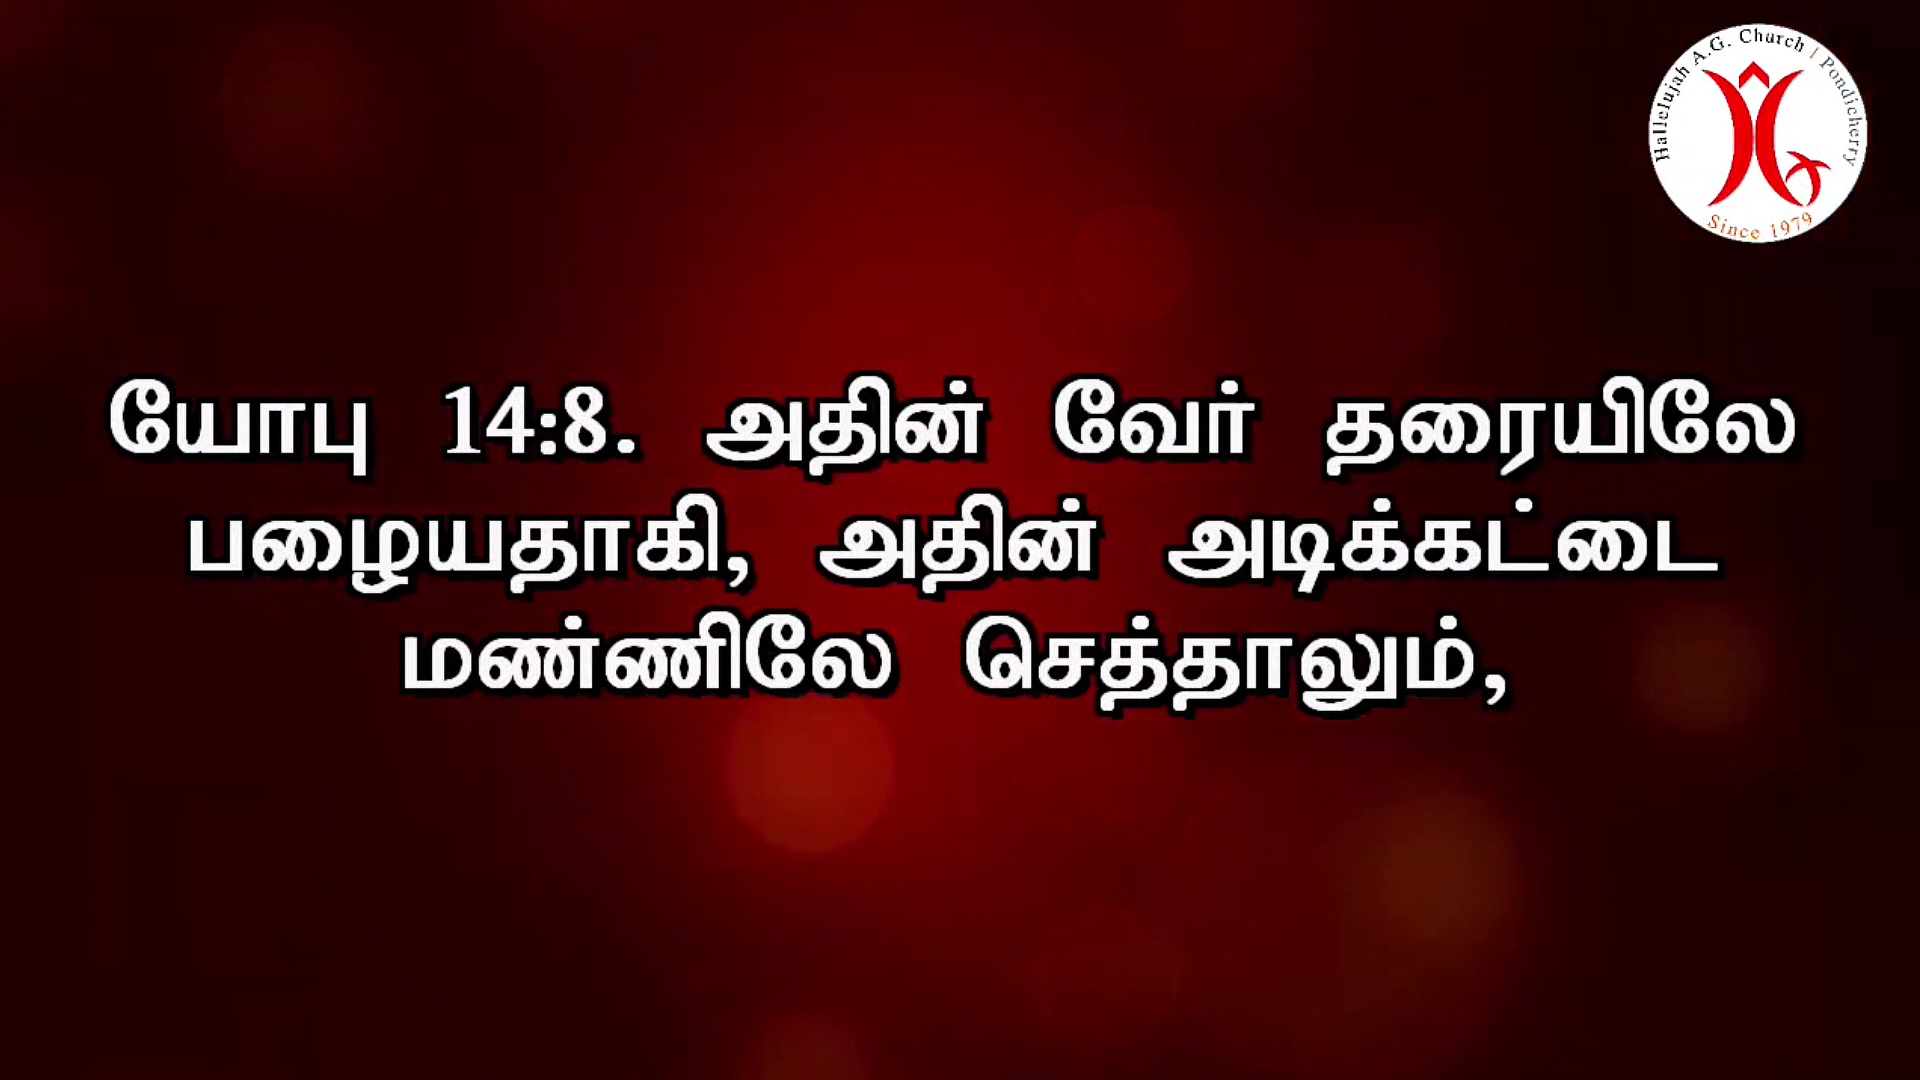 Hallelujah A.G. Church / Pondicherry
Since 1979
யோபு 14:8. அதின் வேர் தரையிலே
பழையதாகி, அதின் அடிக்கட்டை
மண்ணிலே செத்தாலும்,